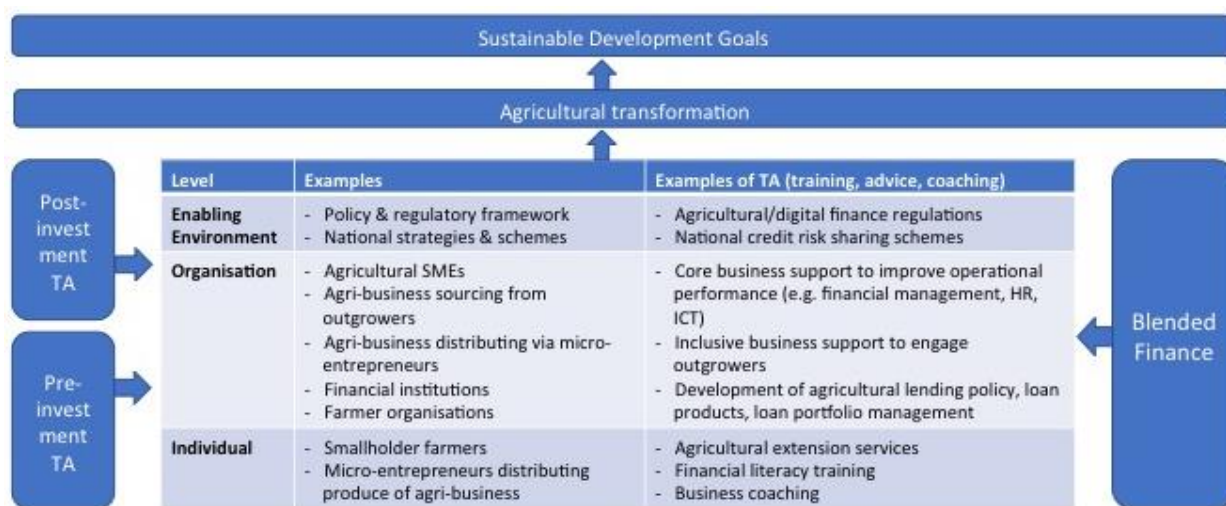 Sustainable Development Goals
Agricultural transformation
Post-
invest
ment
TA
Pre-
invest
ment
TA
Level
Examples
Examples of TA (training, advice, coaching)
Enabling
Environment
- Policy & regulatory framework
- National strategies & schemes
- Agricultural/digital finance regulations
- National credit risk sharing schemes
Organisation
- Agricultural SMEs
- Agri-business sourcing from
outgrowers
- Agri-business distributing via micro-
entrepreneurs
- Financial institutions
- Farmer organisations
- Core business support to improve operational
performance (e.g. financial management, HR,
ICT)
- Inclusive business support to engage
outgrowers
- Development of agricultural lending policy, loan
products, loan portfolio management
Individual
- Smallholder farmers
- Micro-entrepreneurs distributing
produce of agri-business
- Agricultural extension services
- Financial literacy training
- Business coaching
Blended
Finance